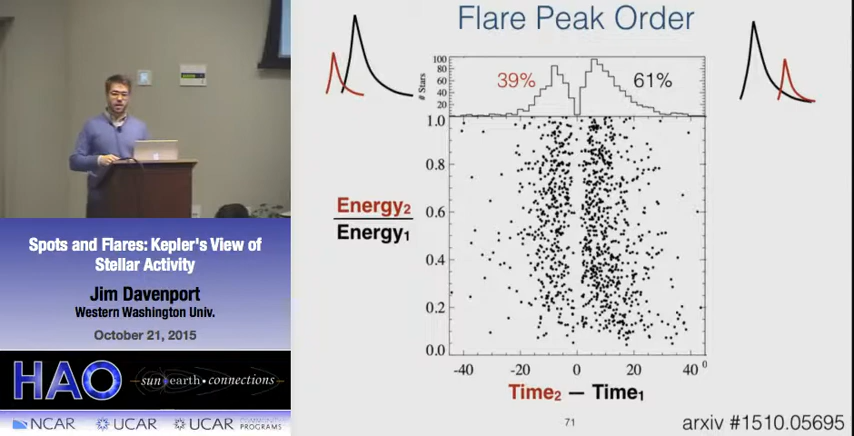 Flare Peak Order
39%
61%
# Stars
100
80
60
40
20
0
1.0
0.8
0.6
0.4
0.2
0.0
Energy2
Energy1
-40
-20
0
20
40
0
Time2 — Time1
71
arxiv #1510.05695
Spots and Flares: Kepler's View of
Stellar Activity
Jim Davenport
Western Washington Univ.
October 21, 2015
HAO
sun earth • connections
NCAR
UCAR
UCAR
PROGRAMS